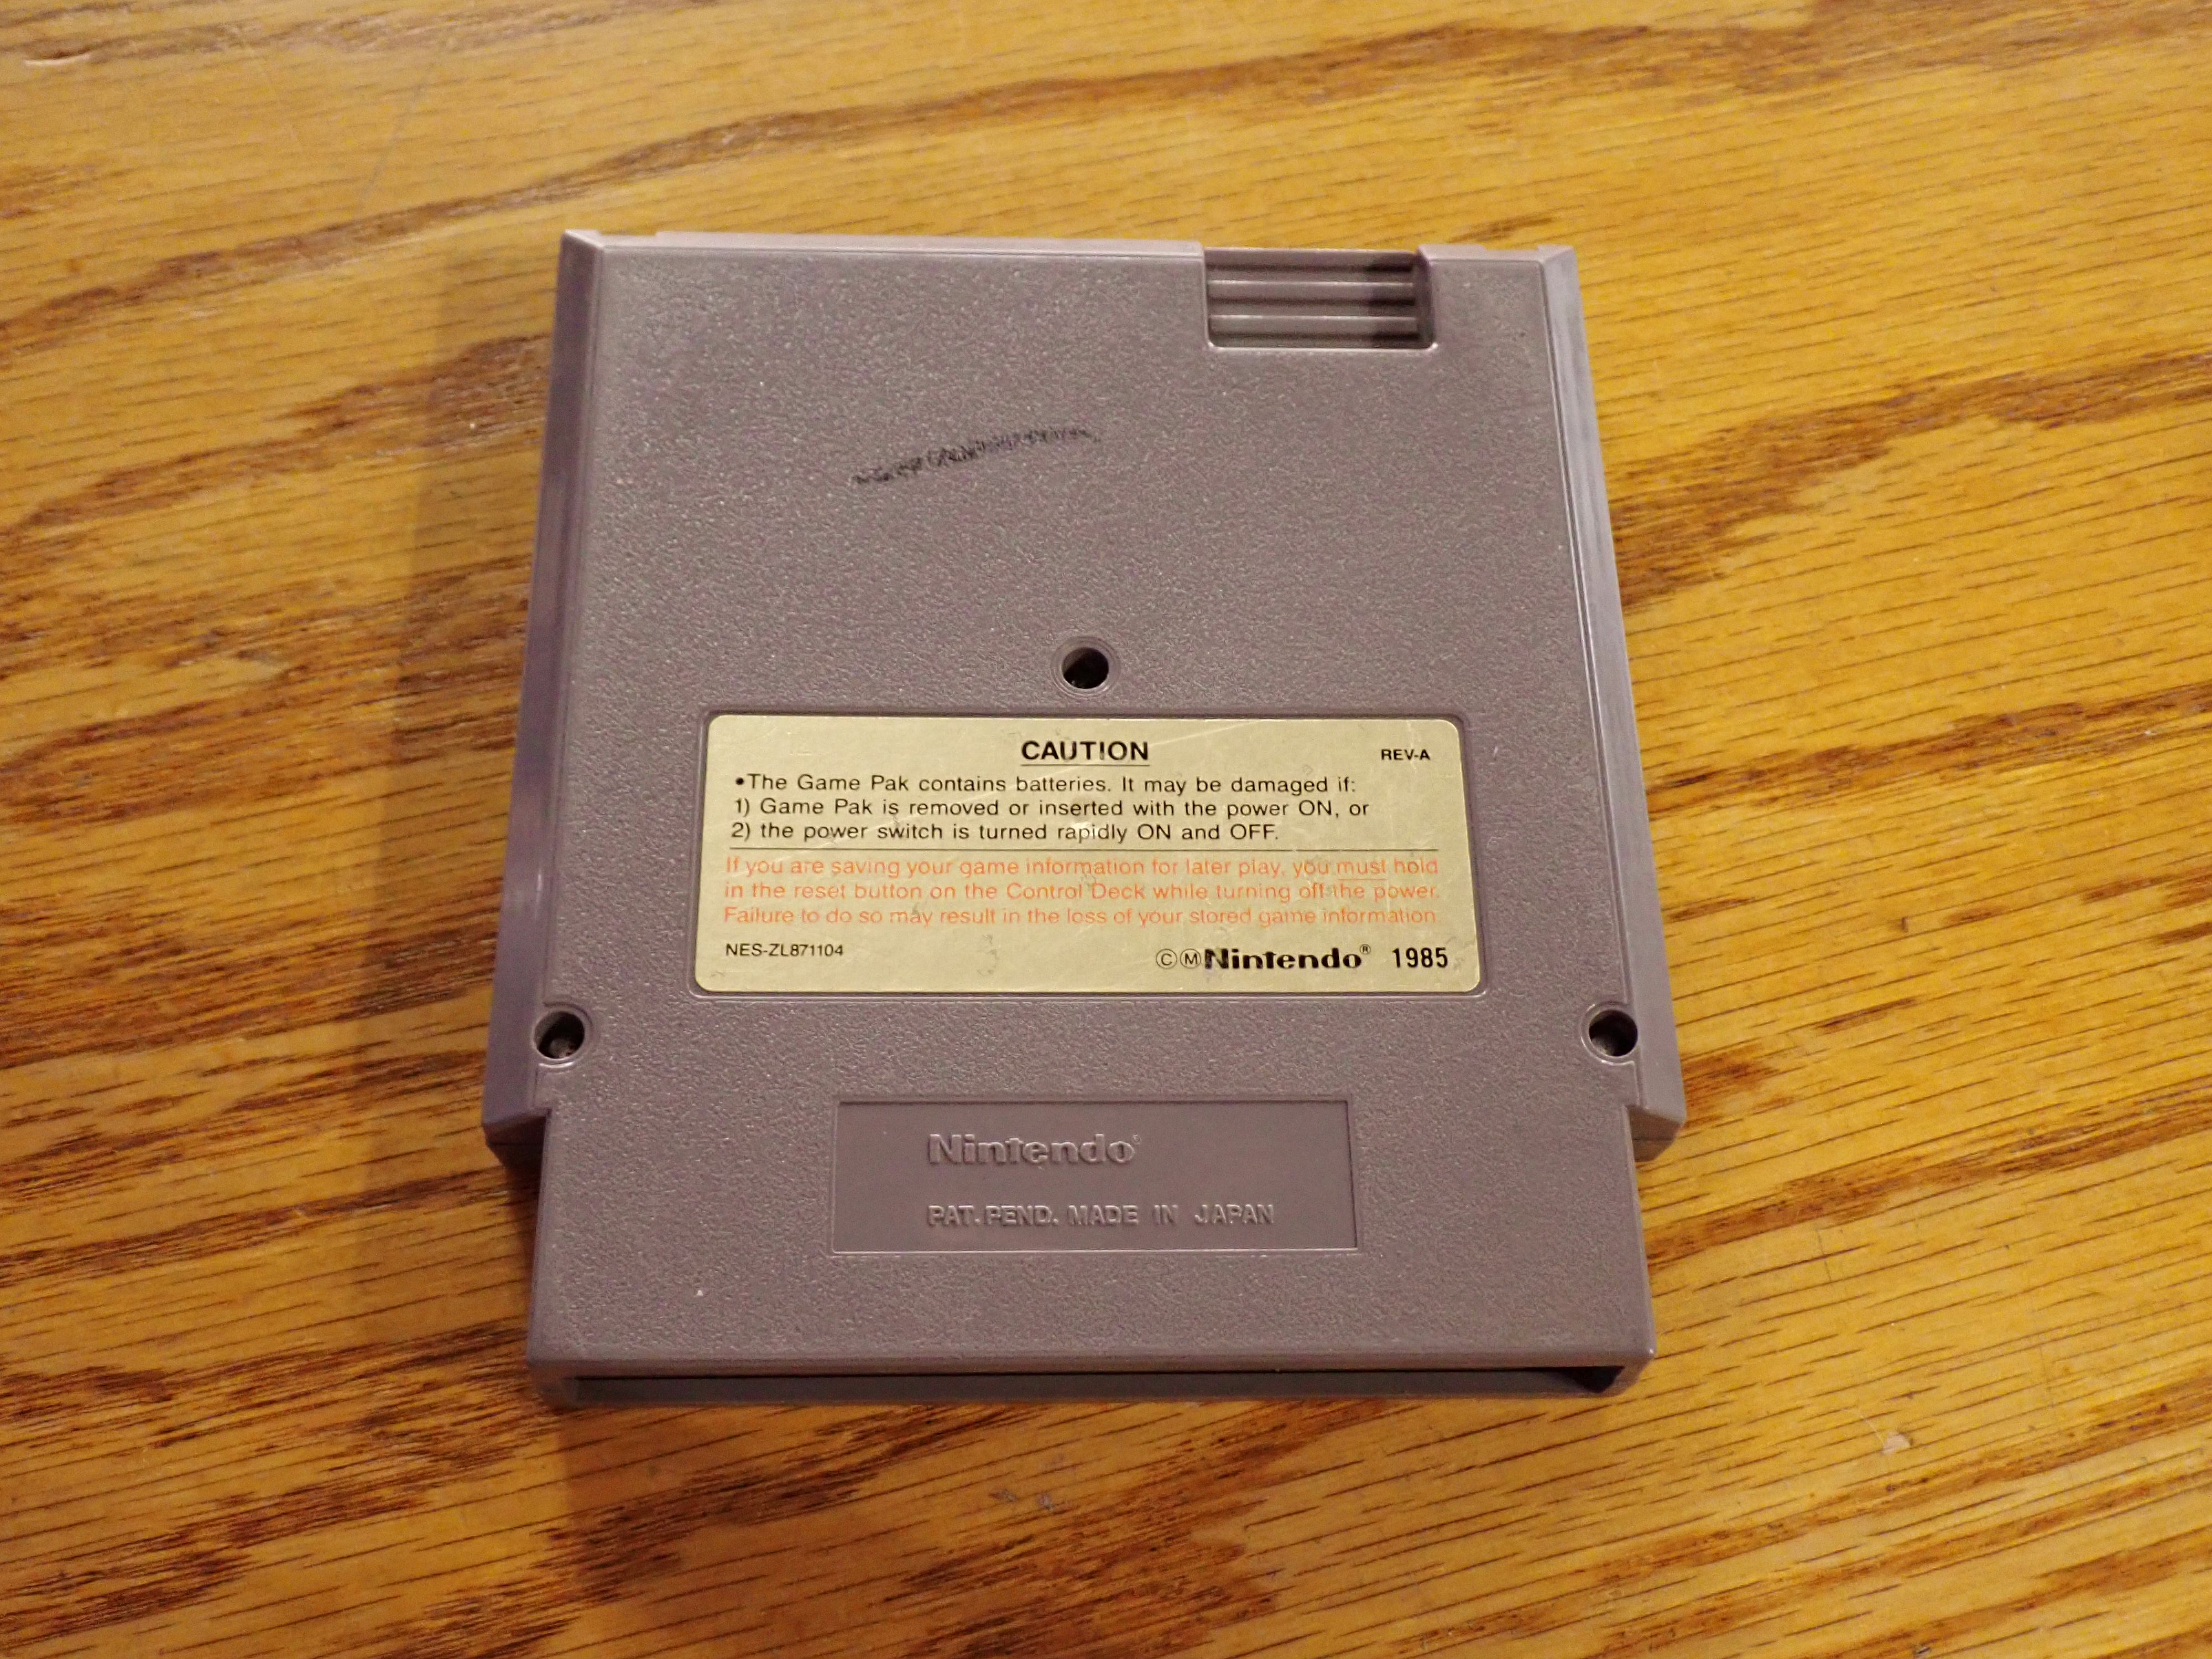 CAUTION REV-A
•The Game Pak contains batteries. It may be damaged if:
1) Game Pak is removed or inserted with the power ON, or
2) the power switch is turned rapidly ON and OFF.
If you are saving your game information for later play, you must hold
in the reset button on the Control Deck while turning off the power.
Failure to do so may result in the loss of your stored game information.
NES-ZL871104 ©ⓂNintendo® 1985
Nintendo®
PAT. PEND. MADE IN JAPAN